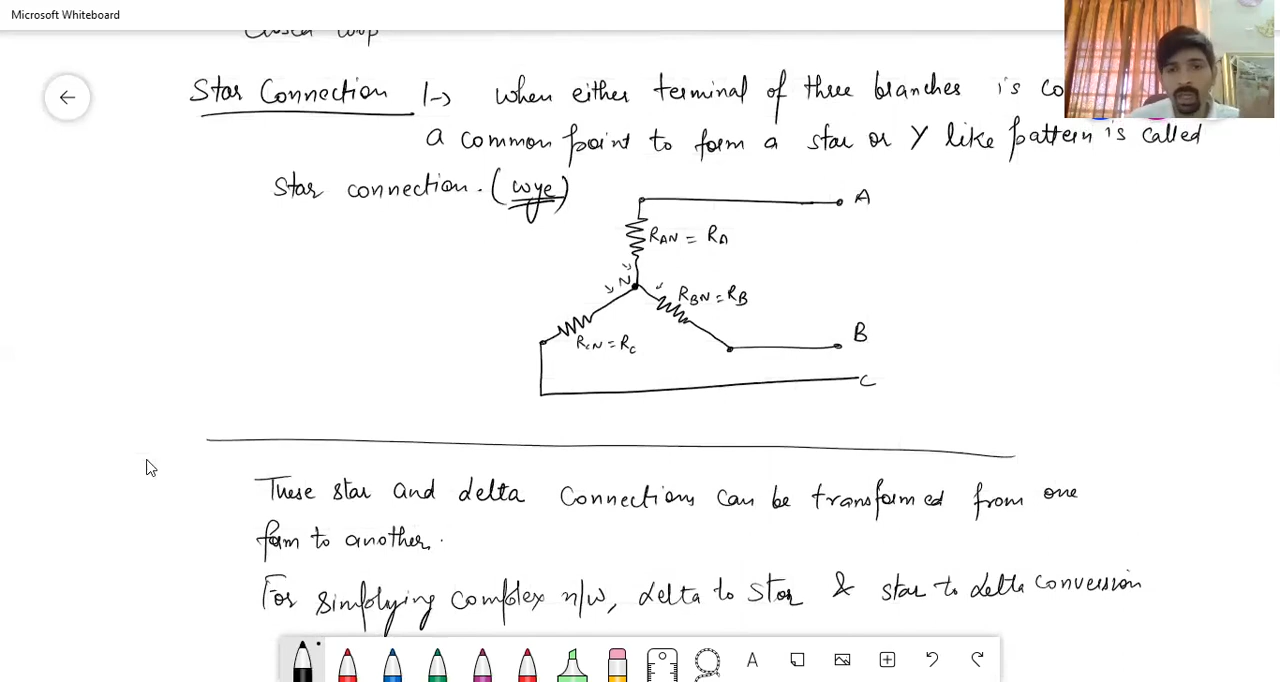 Microsoft Whiteboard
Star Connection :-> when either terminal of three branches is co
a common point to form a star or Y like pattern is called
star connection. (wye)
A
RAN = RA
N
RBN = RB
B
RCN = RC
C
These star and delta connections can be transformed from one
form to another.
For simplying complex n/w, delta to star & star to delta conversion
A